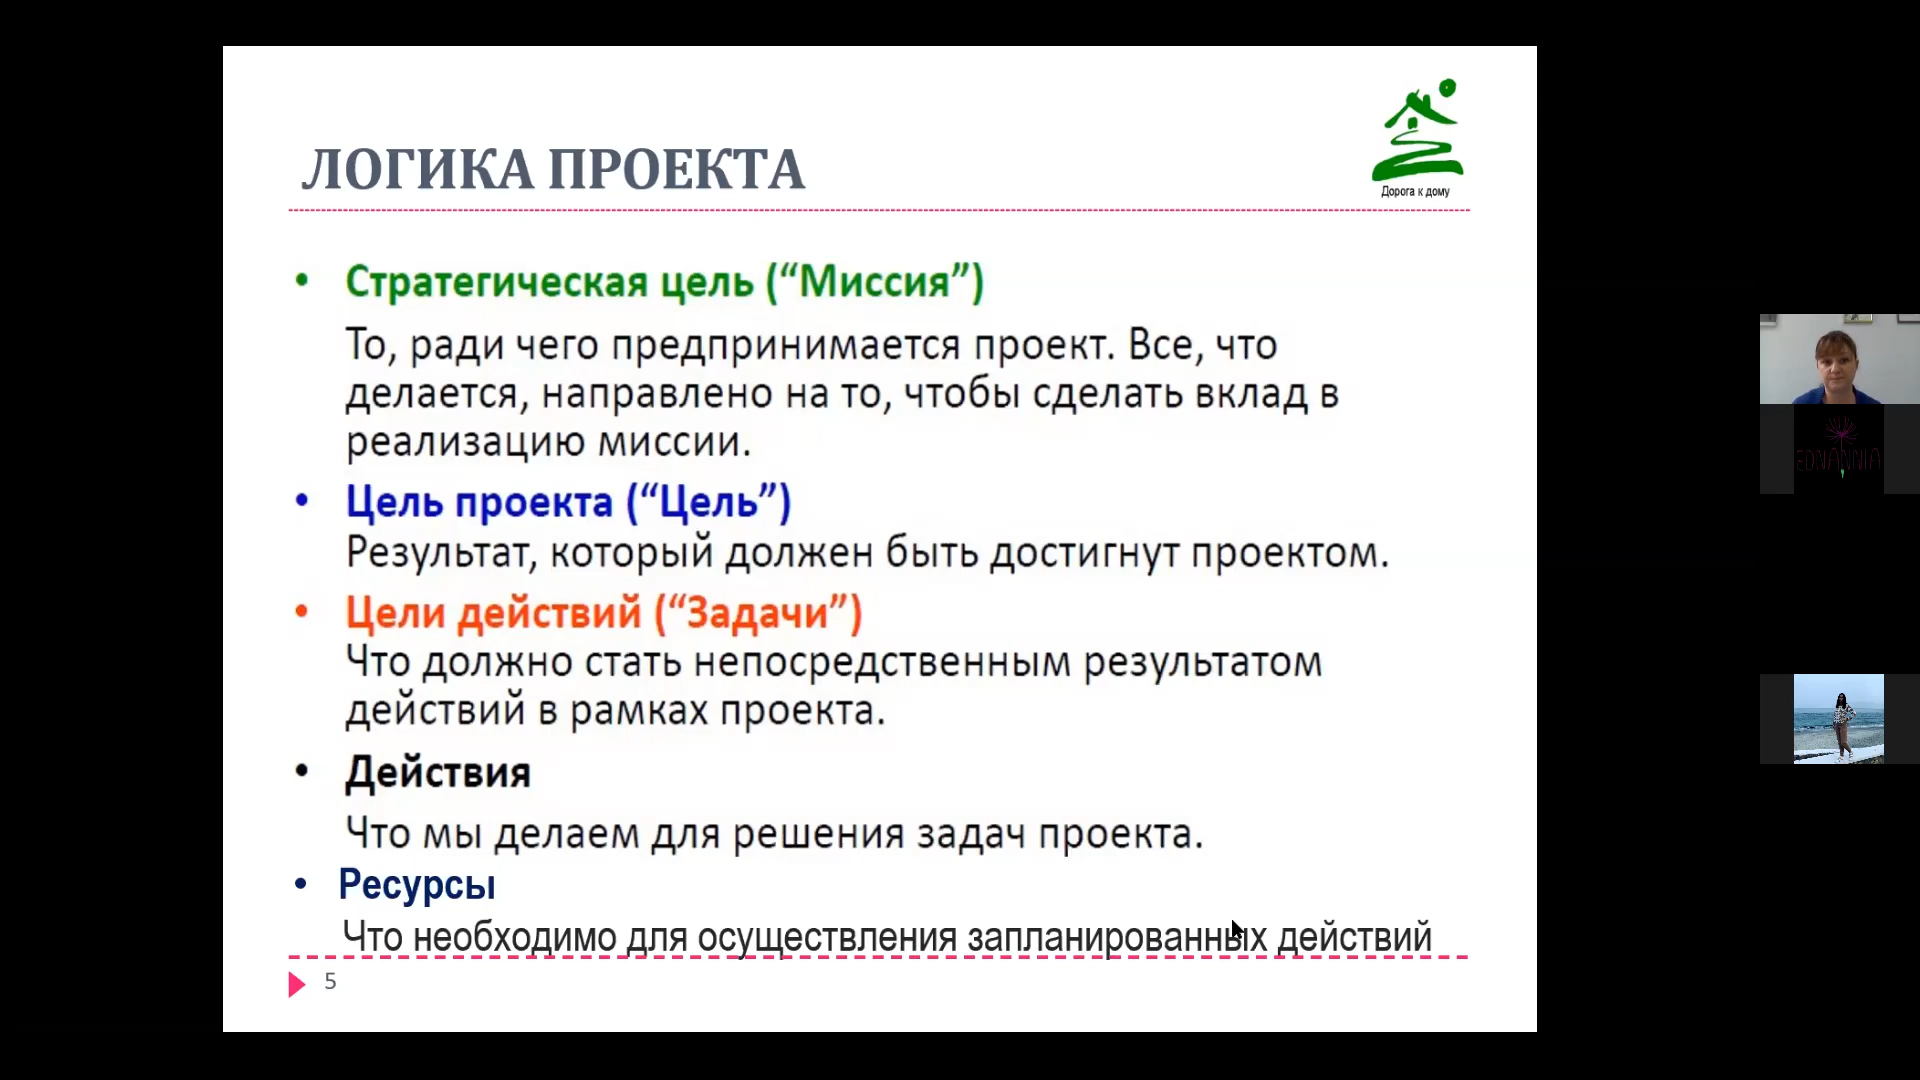 ЛОГИКА ПРОЕКТА
Дорога к дому
• Стратегическая цель (“Миссия”)
То, ради чего предпринимается проект. Все, что
делается, направлено на то, чтобы сделать вклад в
реализацию миссии.
• Цель проекта (“Цель”)
Результат, который должен быть достигнут проектом.
• Цели действий (“Задачи”)
Что должно стать непосредственным результатом
действий в рамках проекта.
• Действия
Что мы делаем для решения задач проекта.
• Ресурсы
Что необходимо для осуществления запланированных действий
5
EDNANNIA